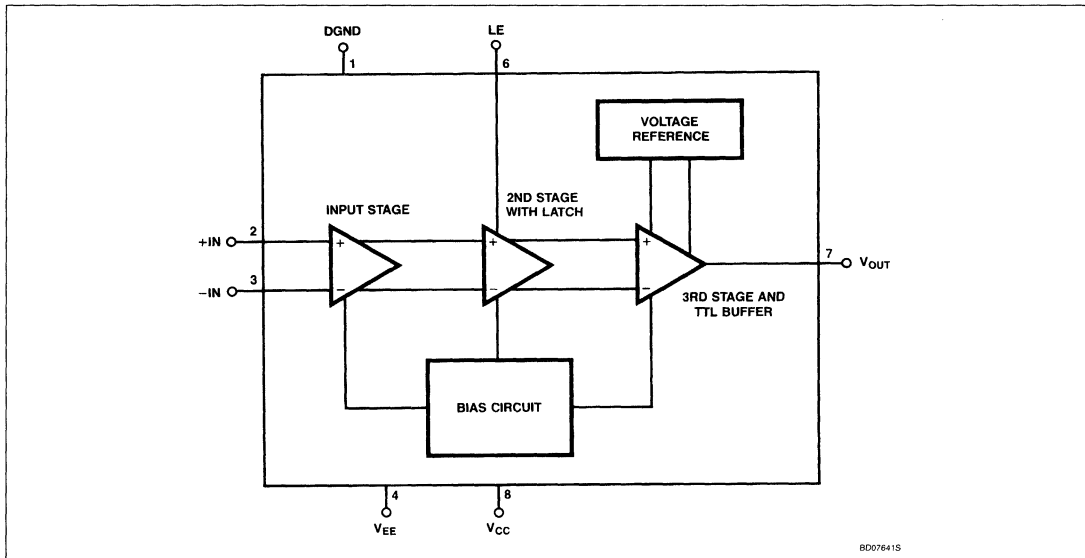 DGND
LE
1
6
VOLTAGE
REFERENCE
2ND STAGE
WITH LATCH
INPUT STAGE
2
+IN
+
+
+
7
VOUT
3
-IN
−
−
−
3RD STAGE AND
TTL BUFFER
BIAS CIRCUIT
4
8
VEE
VCC
BD07641S